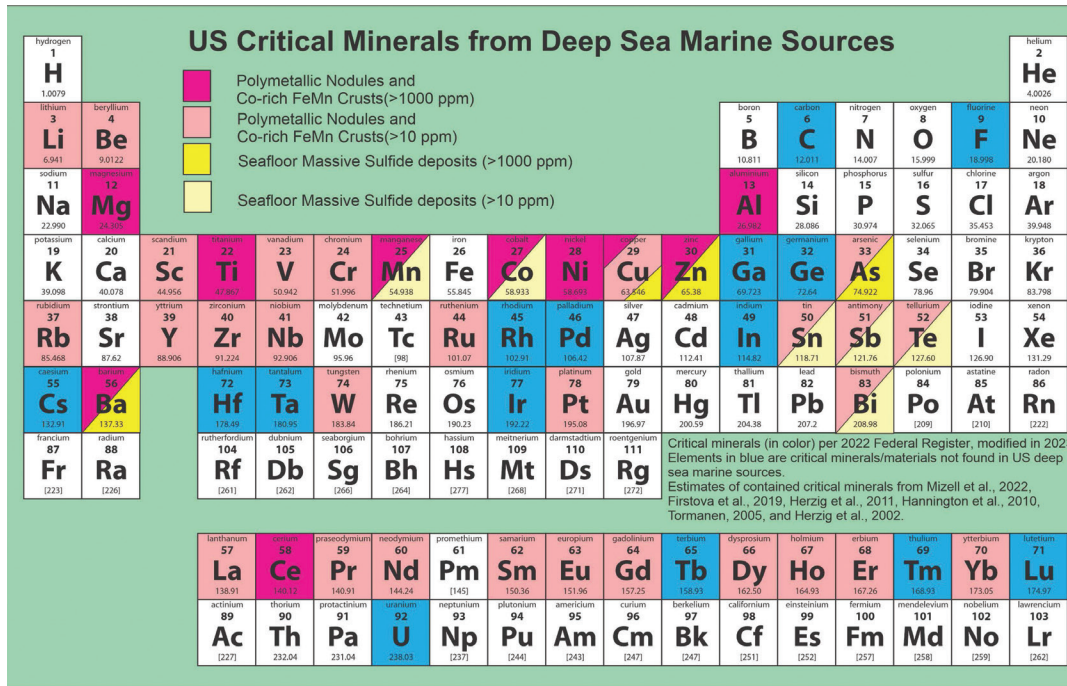 US Critical Minerals from Deep Sea Marine Sources
Polymetallic Nodules and
Co-rich FeMn Crusts(>1000 ppm)
Polymetallic Nodules and
Co-rich FeMn Crusts(>10 ppm)
Seafloor Massive Sulfide deposits (>1000 ppm)
Seafloor Massive Sulfide deposits (>10 ppm)
hydrogen helium
1 2
H He
1.0079 4.0026
lithium beryllium boron carbon nitrogen oxygen fluorine neon
3 4 5 6 7 8 9 10
Li Be B C N O F Ne
6.941 9.0122 10.811 12.011 14.007 15.999 18.998 20.180
sodium magnesium aluminium silicon phosphorus sulfur chlorine argon
11 12 13 14 15 16 17 18
Na Mg Al Si P S Cl Ar
22.990 24.305 26.982 28.086 30.974 32.065 35.453 39.948
potassium calcium scandium titanium vanadium chromium manganese iron cobalt nickel copper zinc gallium germanium arsenic selenium bromine krypton
19 20 21 22 23 24 25 26 27 28 29 30 31 32 33 34 35 36
K Ca Sc Ti V Cr Mn Fe Co Ni Cu Zn Ga Ge As Se Br Kr
39.098 40.078 44.956 47.867 50.942 51.996 54.938 55.845 58.933 58.693 63.546 65.38 69.723 72.64 74.922 78.96 79.904 83.798
rubidium strontium yttrium zirconium niobium molybdenum technetium ruthenium rhodium palladium silver cadmium indium tin antimony tellurium iodine xenon
37 38 39 40 41 42 43 44 45 46 47 48 49 50 51 52 53 54
Rb Sr Y Zr Nb Mo Tc Ru Rh Pd Ag Cd In Sn Sb Te I Xe
85.468 87.62 88.906 91.224 92.906 95.96 [98] 101.07 102.91 106.42 107.87 112.41 114.82 118.71 121.76 127.60 126.90 131.29
caesium barium hafnium tantalum tungsten rhenium osmium iridium platinum gold mercury thallium lead bismuth polonium astatine radon
55 56 72 73 74 75 76 77 78 79 80 81 82 83 84 85 86
Cs Ba Hf Ta W Re Os Ir Pt Au Hg Tl Pb Bi Po At Rn
132.91 137.33 178.49 180.95 183.84 186.21 190.23 192.22 195.08 196.97 200.59 204.38 207.2 208.98 [209] [210] [222]
francium radium rutherfordium dubnium seaborgium bohrium hassium meitnerium darmstadtium roentgenium
87 88 104 105 106 107 108 109 110 111
Fr Ra Rf Db Sg Bh Hs Mt Ds Rg
[223] [226] [261] [262] [266] [264] [277] [268] [271] [272]
Critical minerals (in color) per 2022 Federal Register, modified in 202
Elements in blue are critical minerals/materials not found in US deep
sea marine sources.
Estimates of contained critical minerals from Mizell et al., 2022,
Firstova et al., 2019, Herzig et al., 2011, Hannington et al., 2010,
Tormanen, 2005, and Herzig et al., 2002.
lanthanum cerium praseodymium neodymium promethium samarium europium gadolinium terbium dysprosium holmium erbium thulium ytterbium lutetium
57 58 59 60 61 62 63 64 65 66 67 68 69 70 71
La Ce Pr Nd Pm Sm Eu Gd Tb Dy Ho Er Tm Yb Lu
138.91 140.12 140.91 144.24 [145] 150.36 151.96 157.25 158.93 162.50 164.93 167.26 168.93 173.05 174.97
actinium thorium protactinium uranium neptunium plutonium americium curium berkelium californium einsteinium fermium mendelevium nobelium lawrencium
89 90 91 92 93 94 95 96 97 98 99 100 101 102 103
Ac Th Pa U Np Pu Am Cm Bk Cf Es Fm Md No Lr
[227] 232.04 231.04 238.03 [237] [244] [243] [247] [247] [251] [252] [257] [258] [259] [262]